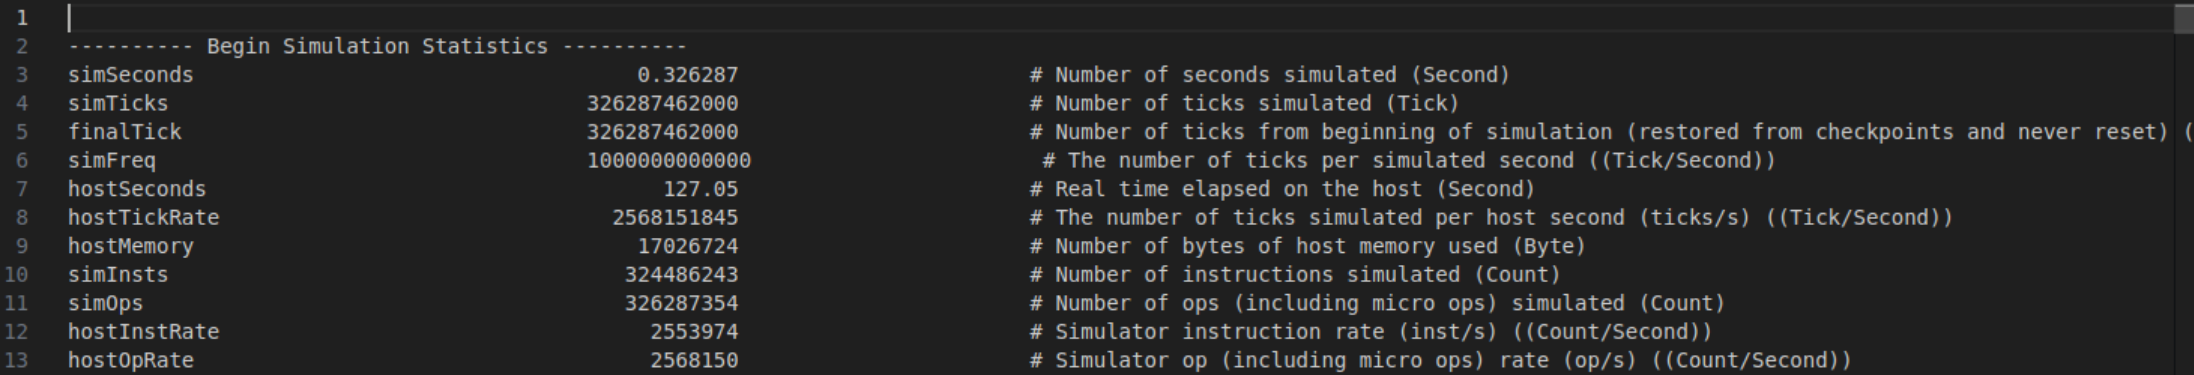 1
2 ---------- Begin Simulation Statistics ----------
3 simSeconds 0.326287 # Number of seconds simulated (Second)
4 simTicks 326287462000 # Number of ticks simulated (Tick)
5 finalTick 326287462000 # Number of ticks from beginning of simulation (restored from checkpoints and never reset) (
6 simFreq 1000000000000 # The number of ticks per simulated second ((Tick/Second))
7 hostSeconds 127.05 # Real time elapsed on the host (Second)
8 hostTickRate 2568151845 # The number of ticks simulated per host second (ticks/s) ((Tick/Second))
9 hostMemory 17026724 # Number of bytes of host memory used (Byte)
10 simInsts 324486243 # Number of instructions simulated (Count)
11 simOps 326287354 # Number of ops (including micro ops) simulated (Count)
12 hostInstRate 2553974 # Simulator instruction rate (inst/s) ((Count/Second))
13 hostOpRate 2568150 # Simulator op (including micro ops) rate (op/s) ((Count/Second))